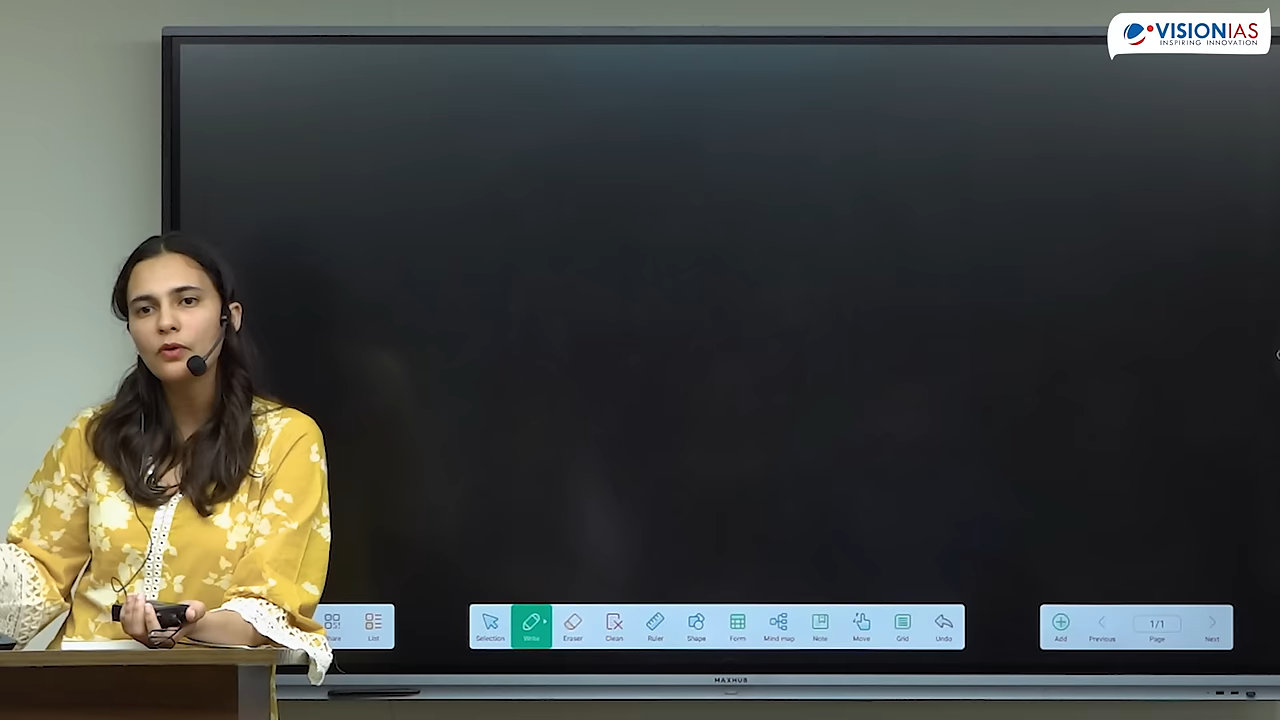 VISIONIAS
INSPIRING INNOVATION
List
Selection
Write
Eraser
Clean
Ruler
Shape
Form
Mind map
Note
Move
Grid
Undo
Add
Previous
1/1
Page
Next
MAXHUB